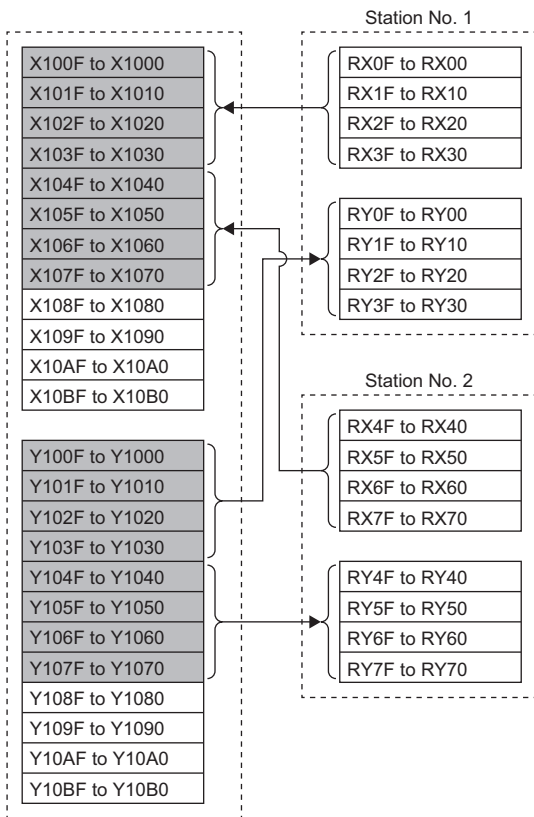 X100F to X1000
X101F to X1010
X102F to X1020
X103F to X1030
X104F to X1040
X105F to X1050
X106F to X1060
X107F to X1070
X108F to X1080
X109F to X1090
X10AF to X10A0
X10BF to X10B0
Y100F to Y1000
Y101F to Y1010
Y102F to Y1020
Y103F to Y1030
Y104F to Y1040
Y105F to Y1050
Y106F to Y1060
Y107F to Y1070
Y108F to Y1080
Y109F to Y1090
Y10AF to Y10A0
Y10BF to Y10B0
Station No. 1
RX0F to RX00
RX1F to RX10
RX2F to RX20
RX3F to RX30
RY0F to RY00
RY1F to RY10
RY2F to RY20
RY3F to RY30
Station No. 2
RX4F to RX40
RX5F to RX50
RX6F to RX60
RX7F to RX70
RY4F to RY40
RY5F to RY50
RY6F to RY60
RY7F to RY70